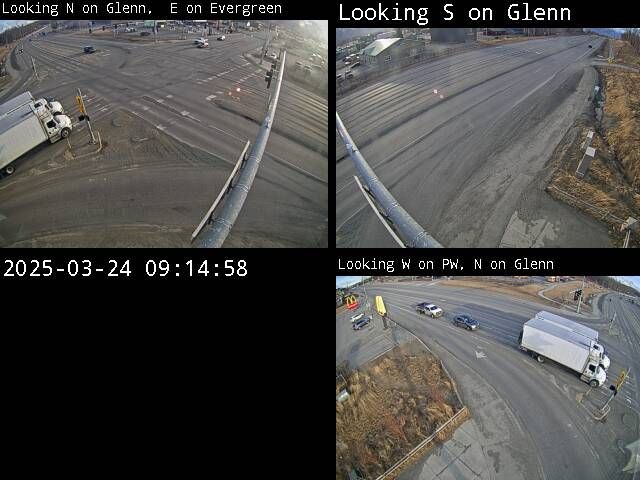 Looking N on Glenn,  E on Evergreen
Looking S on Glenn
2025-03-24 09:14:58
Looking W on PW, N on Glenn